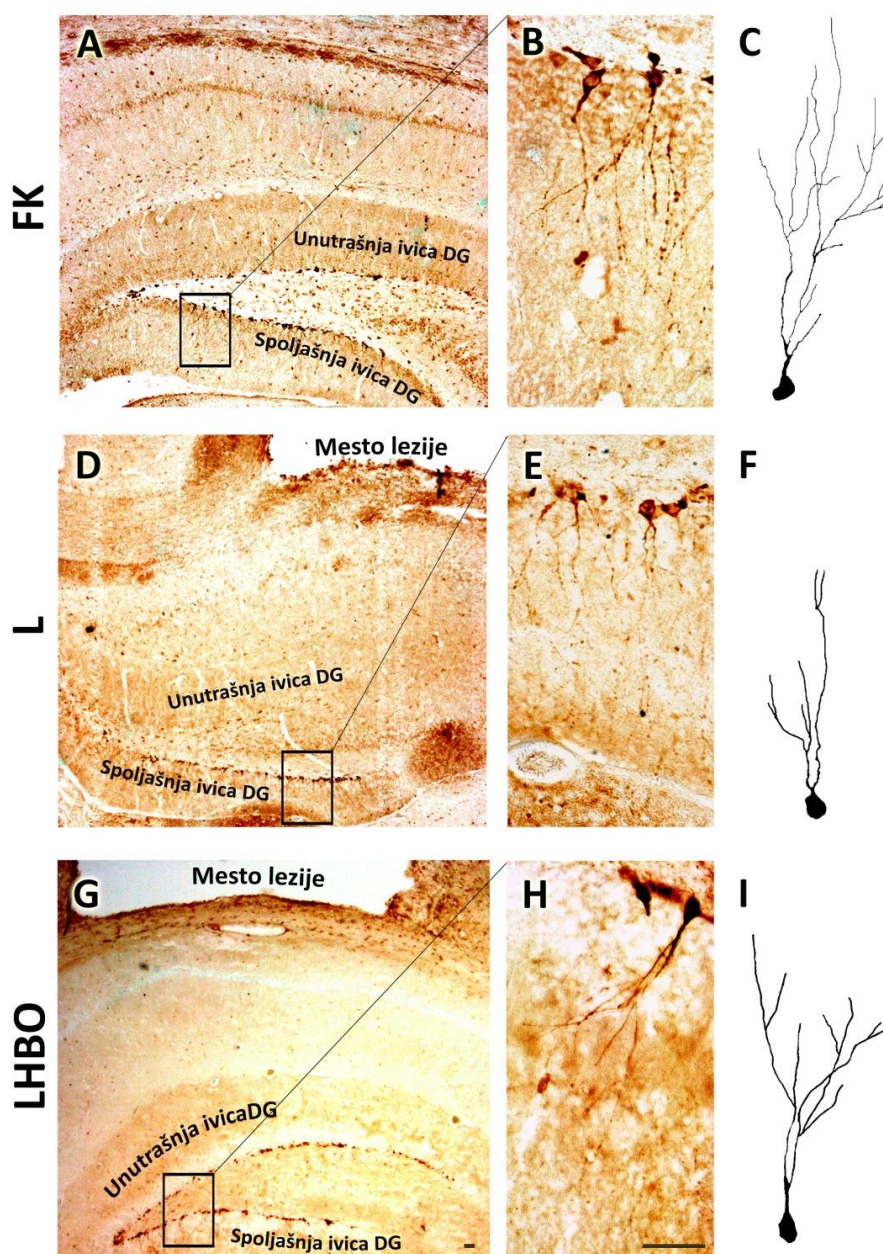 A
B
C
FK
Unutrašnja ivica DG
Spoljašnja ivica DG
D
Mesto lezije
E
F
L
Unutrašnja ivica DG
Spoljašnja ivica DG
G
Mesto lezije
H
I
LHBO
Unutrašnja ivicaDG
Spoljašnja ivica DG